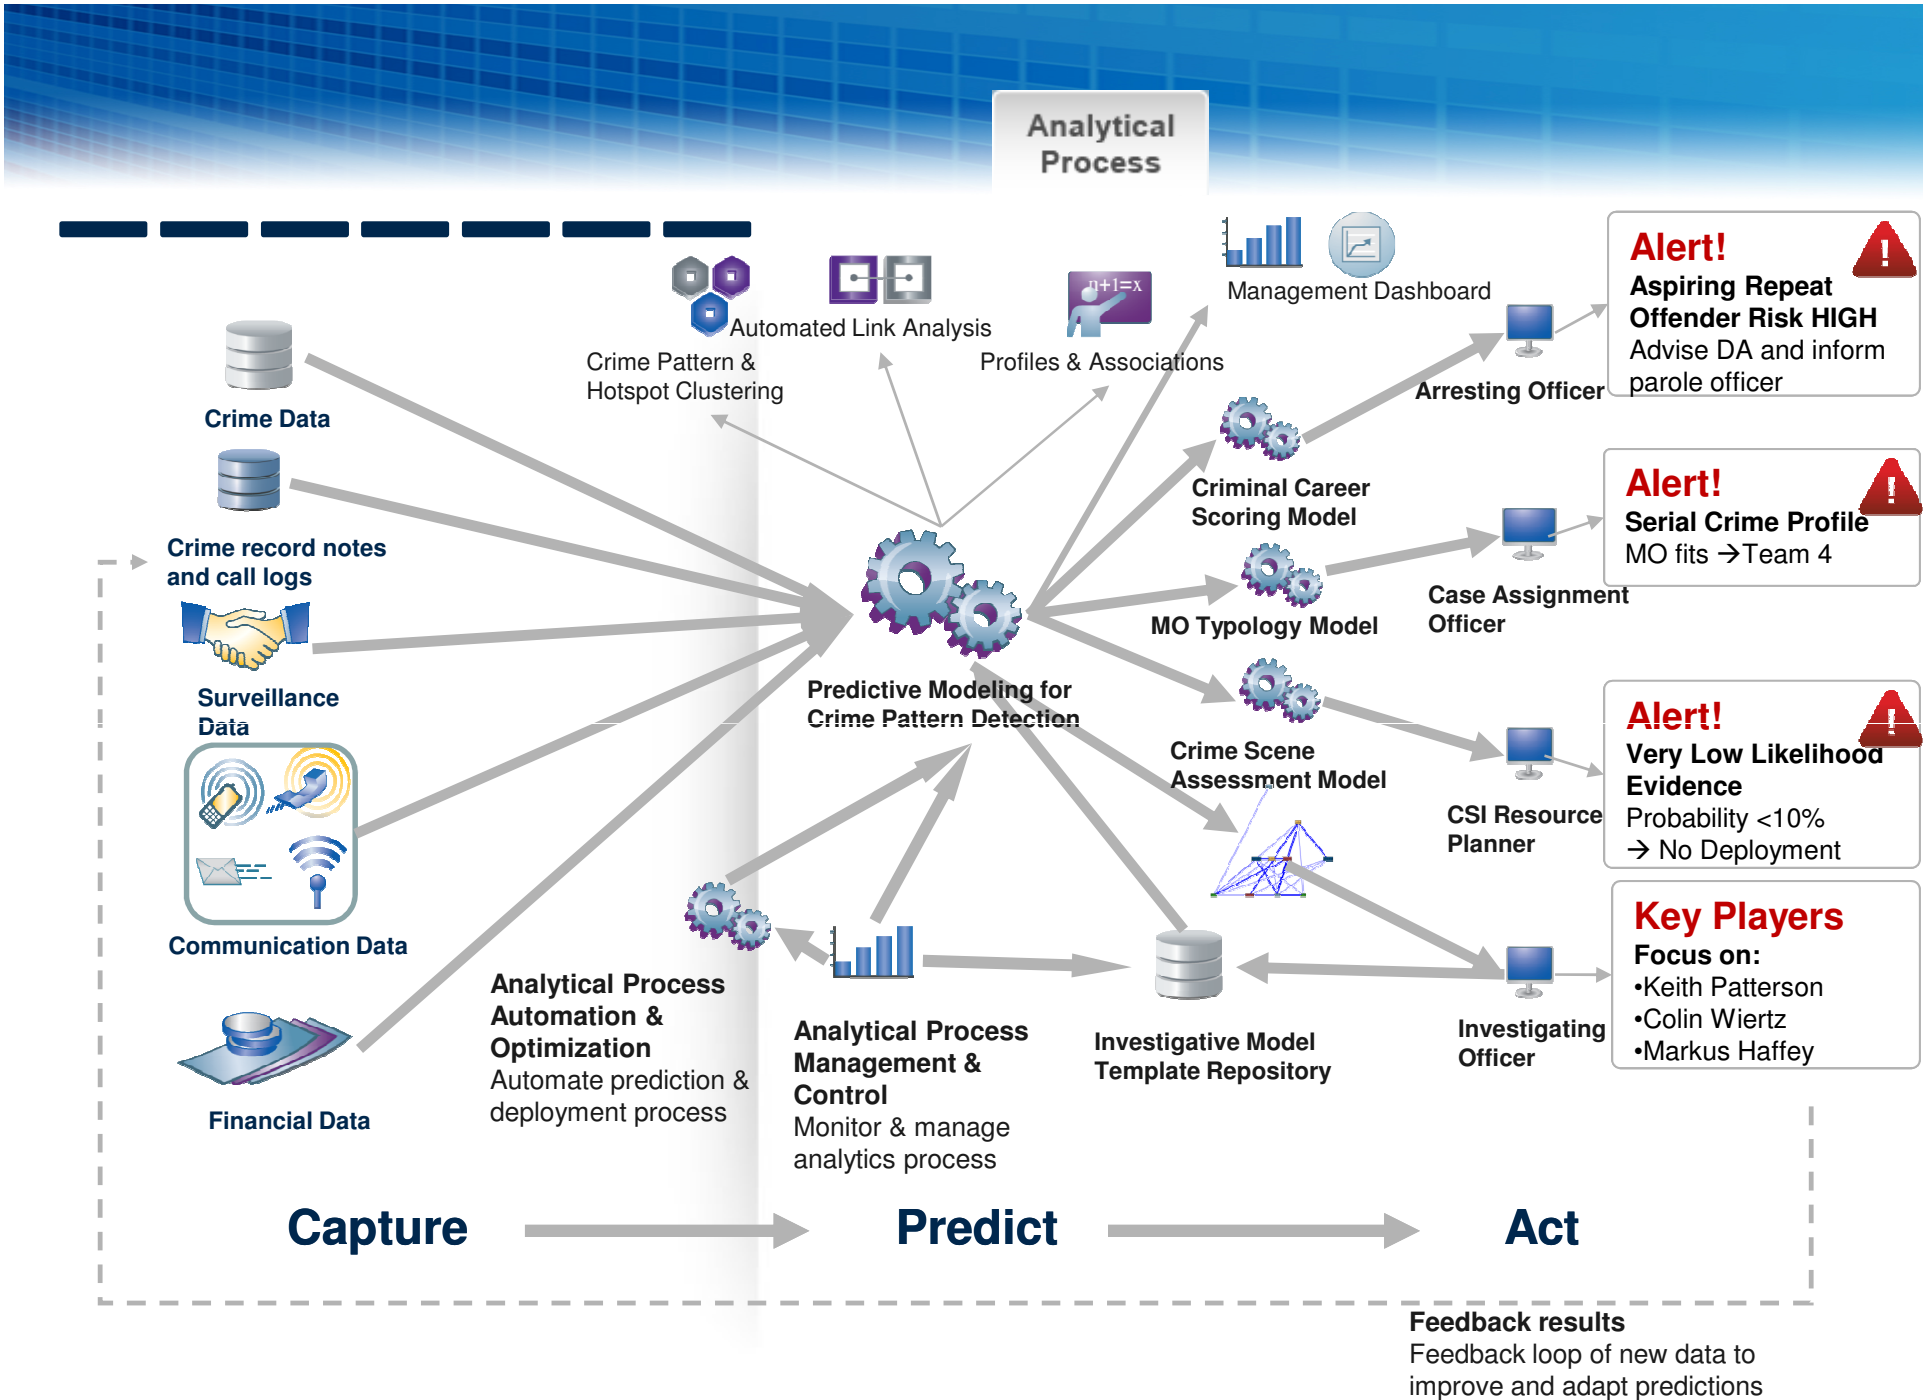 Analytical
Process
Crime Data
Crime record notes
and call logs
Surveillance
Data
Communication Data
Financial Data
Crime Pattern &
Hotspot Clustering
Automated Link Analysis
n+1=x
Profiles & Associations
Management Dashboard
Predictive Modeling for
Crime Pattern Detection
Criminal Career
Scoring Model
MO Typology Model
Crime Scene
Assessment Model
Analytical Process
Automation &
Optimization
Automate prediction &
deployment process
Analytical Process
Management &
Control
Monitor & manage
analytics process
Investigative Model
Template Repository
Arresting Officer
Case Assignment
Officer
CSI Resource
Planner
Investigating
Officer
Alert!
Aspiring Repeat
Offender Risk HIGH
Advise DA and inform
parole officer
Alert!
Serial Crime Profile
MO fits →Team 4
Alert!
Very Low Likelihood
Evidence
Probability <10%
→ No Deployment
Key Players
Focus on:
•Keith Patterson
•Colin Wiertz
•Markus Haffey
Capture
Predict
Act
Feedback results
Feedback loop of new data to
improve and adapt predictions